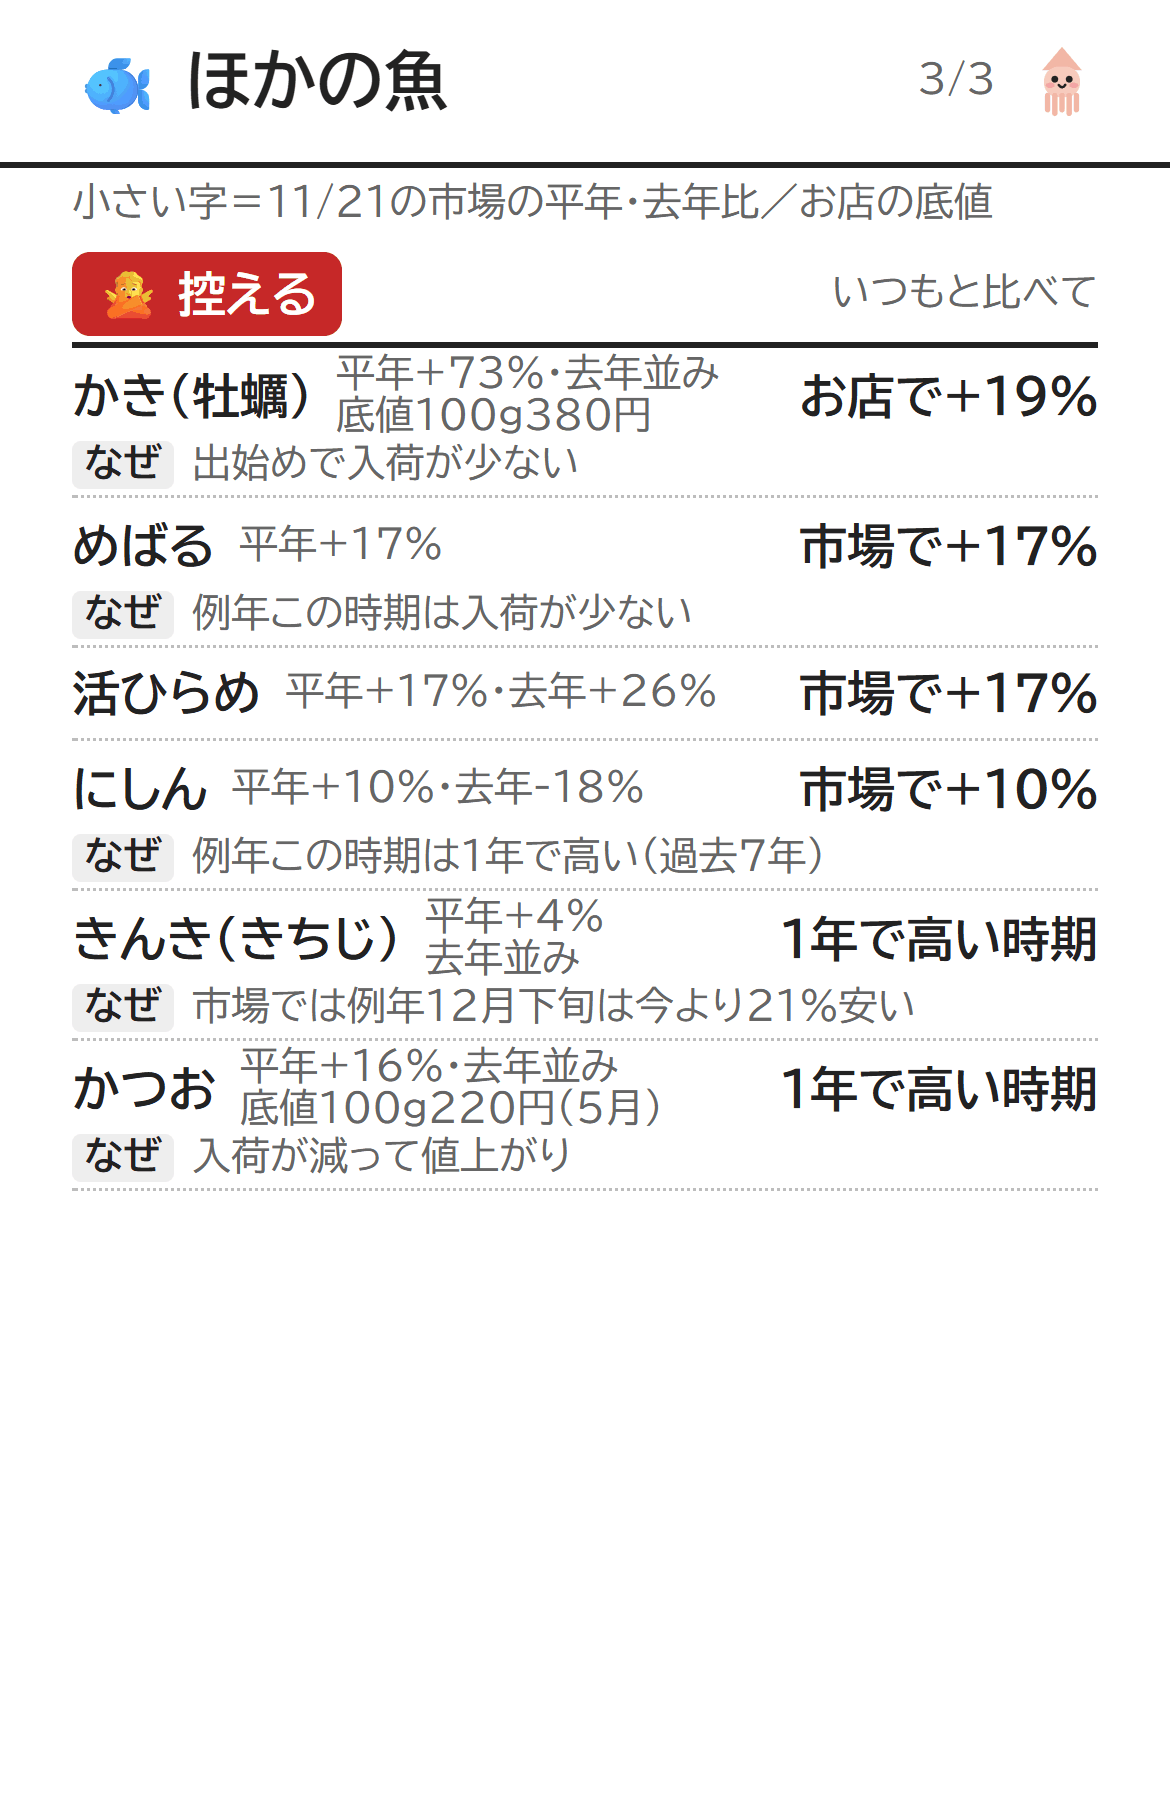 ほかの魚
3/3
小さい字＝11/21の市場の平年・去年比／お店の底値
控える
いつもと比べて
かき（牡蠣） 平年+73%・去年並み 底値100g380円 お店で+19%
なぜ 出始めで入荷が少ない
めばる 平年+17% 市場で+17%
なぜ 例年この時期は入荷が少ない
活ひらめ 平年+17%・去年+26% 市場で+17%
にしん 平年+10%・去年-18% 市場で+10%
なぜ 例年この時期は1年で高い（過去7年）
きんき（きちじ） 平年+4% 去年並み 1年で高い時期
なぜ 市場では例年12月下旬は今より21%安い
かつお 平年+16%・去年並み 底値100g220円（5月） 1年で高い時期
なぜ 入荷が減って値上がり